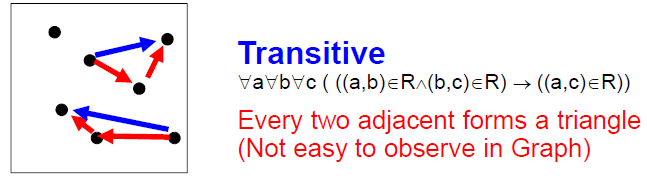 Transitive
∀a∀b∀c ( ((a,b)∈R∧(b,c)∈R) → ((a,c)∈R))
Every two adjacent forms a triangle
(Not easy to observe in Graph)